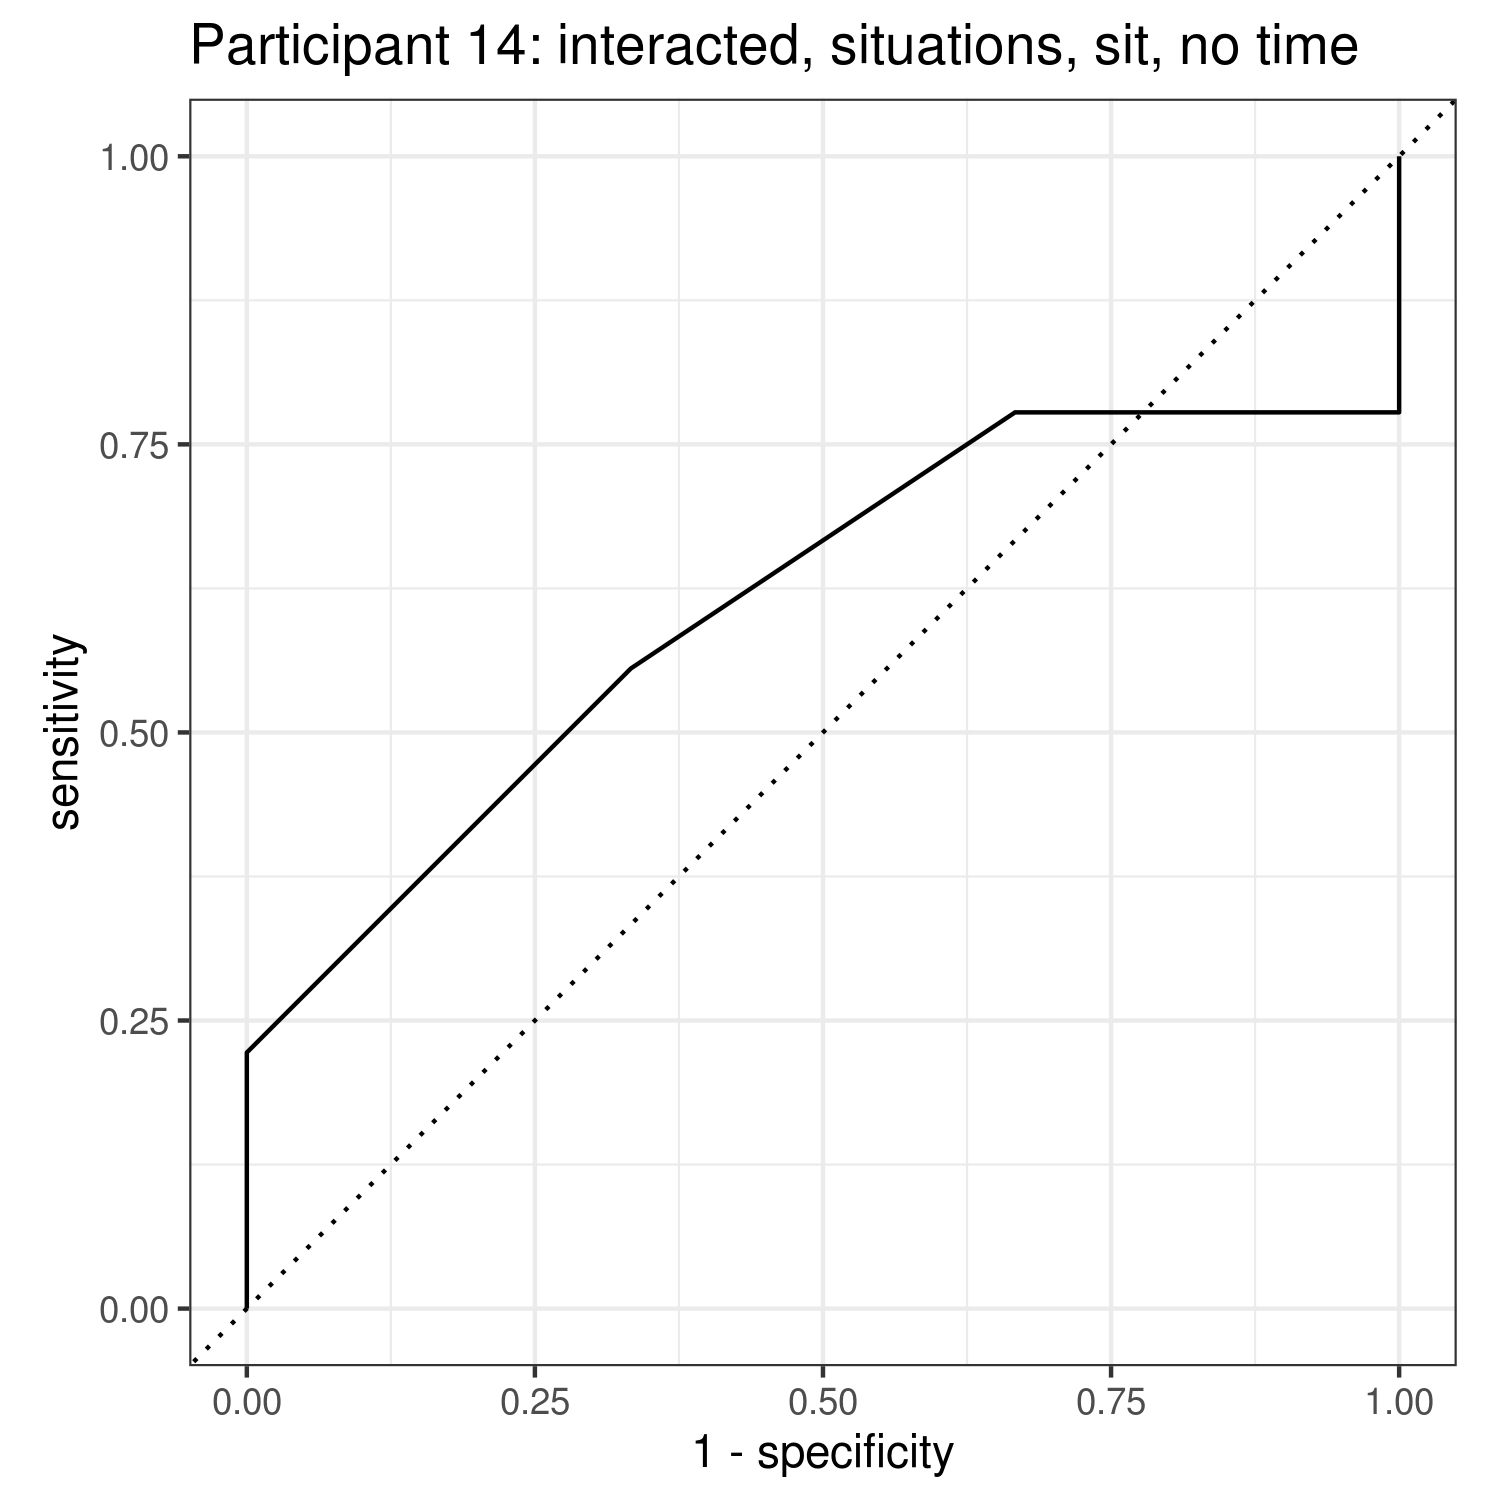 Participant 14: interacted, situations, sit, no time
sensitivity
1.00
0.75
0.50
0.25
0.00
0.00 0.25 0.50 0.75 1.00
1 - specificity